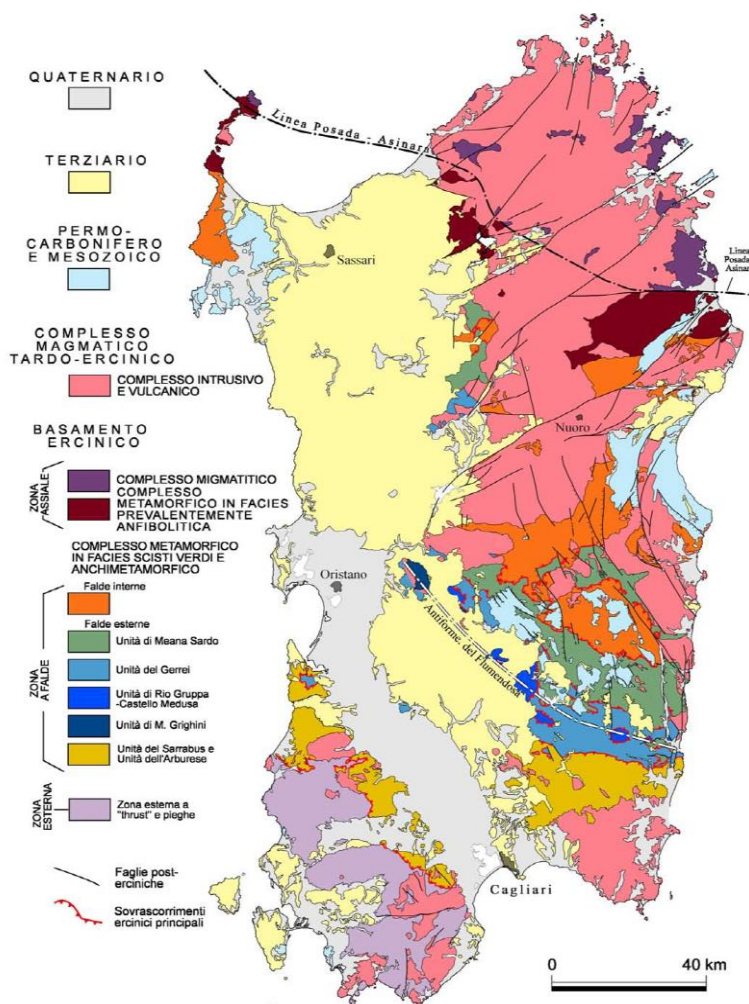 QUATERNARIO
TERZIARIO
PERMO-
CARBONIFERO
E MESOZOICO
COMPLESSO
MAGMATICO
TARDO-ERCINICO
COMPLESSO INTRUSIVO
E VULCANICO
BASAMENTO
ERCINICO
ZONA
ASSIALE
COMPLESSO MIGMATITICO
COMPLESSO
METAMORFICO IN FACIES
PREVALENTEMENTE
ANFIBOLITICA
COMPLESSO METAMORFICO
IN FACIES SCISTI VERDI E
ANCHIMETAMORFICO
ZONA
A FALDE
Falde interne
Falde esterne
Unità di Meana Sardo
Unità del Gerrei
Unità di Rio Gruppa
-Castello Medusa
Unità di M. Grighini
Unità del Sarrabus e
Unità dell'Arburese
ZONA
ESTERNA
Zona esterna a
"thrust" e pieghe
Faglie post-
erciniche
Sovrascorrimenti
ercinici principali
Linea Posada - Asinara
Sassari
Linea
Posada
Asinara
Nuoro
Oristano
Antiforme del Flumendosa
Cagliari
0 40 km